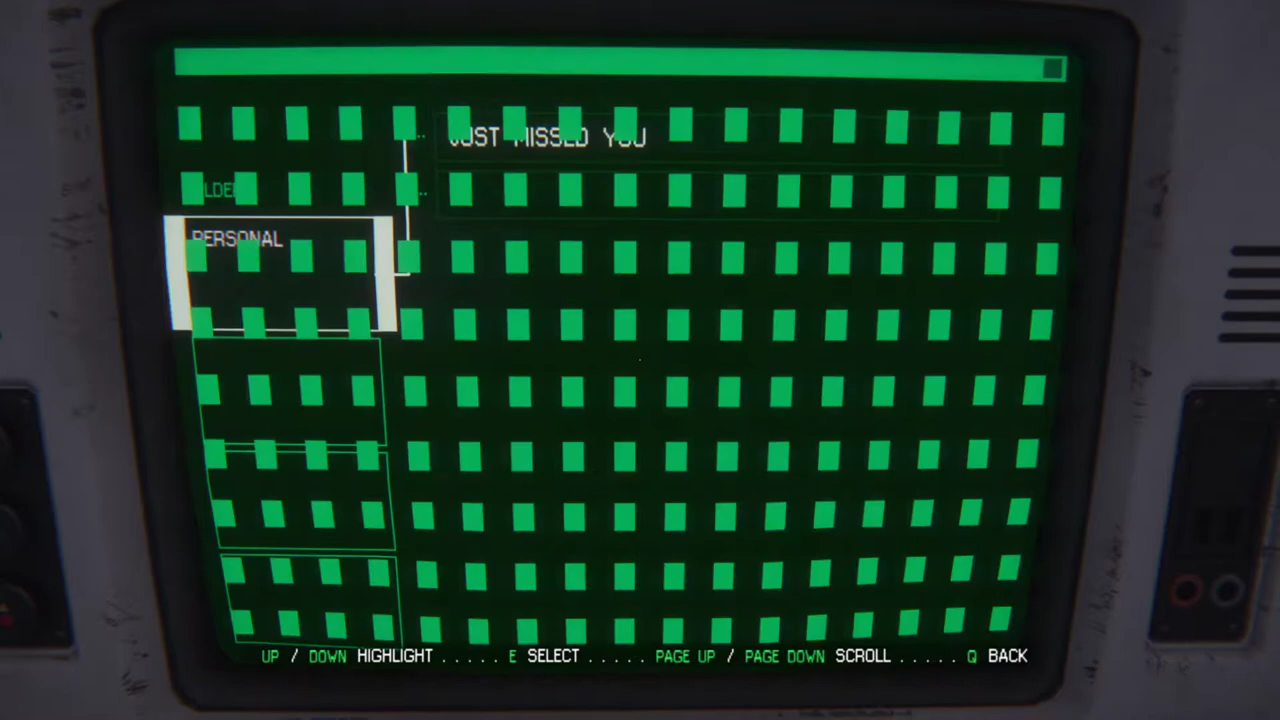 JUST MISSED YOU
PERSONAL
UP / DOWN HIGHLIGHT ..... E SELECT ..... PAGE UP / PAGE DOWN SCROLL ..... Q BACK